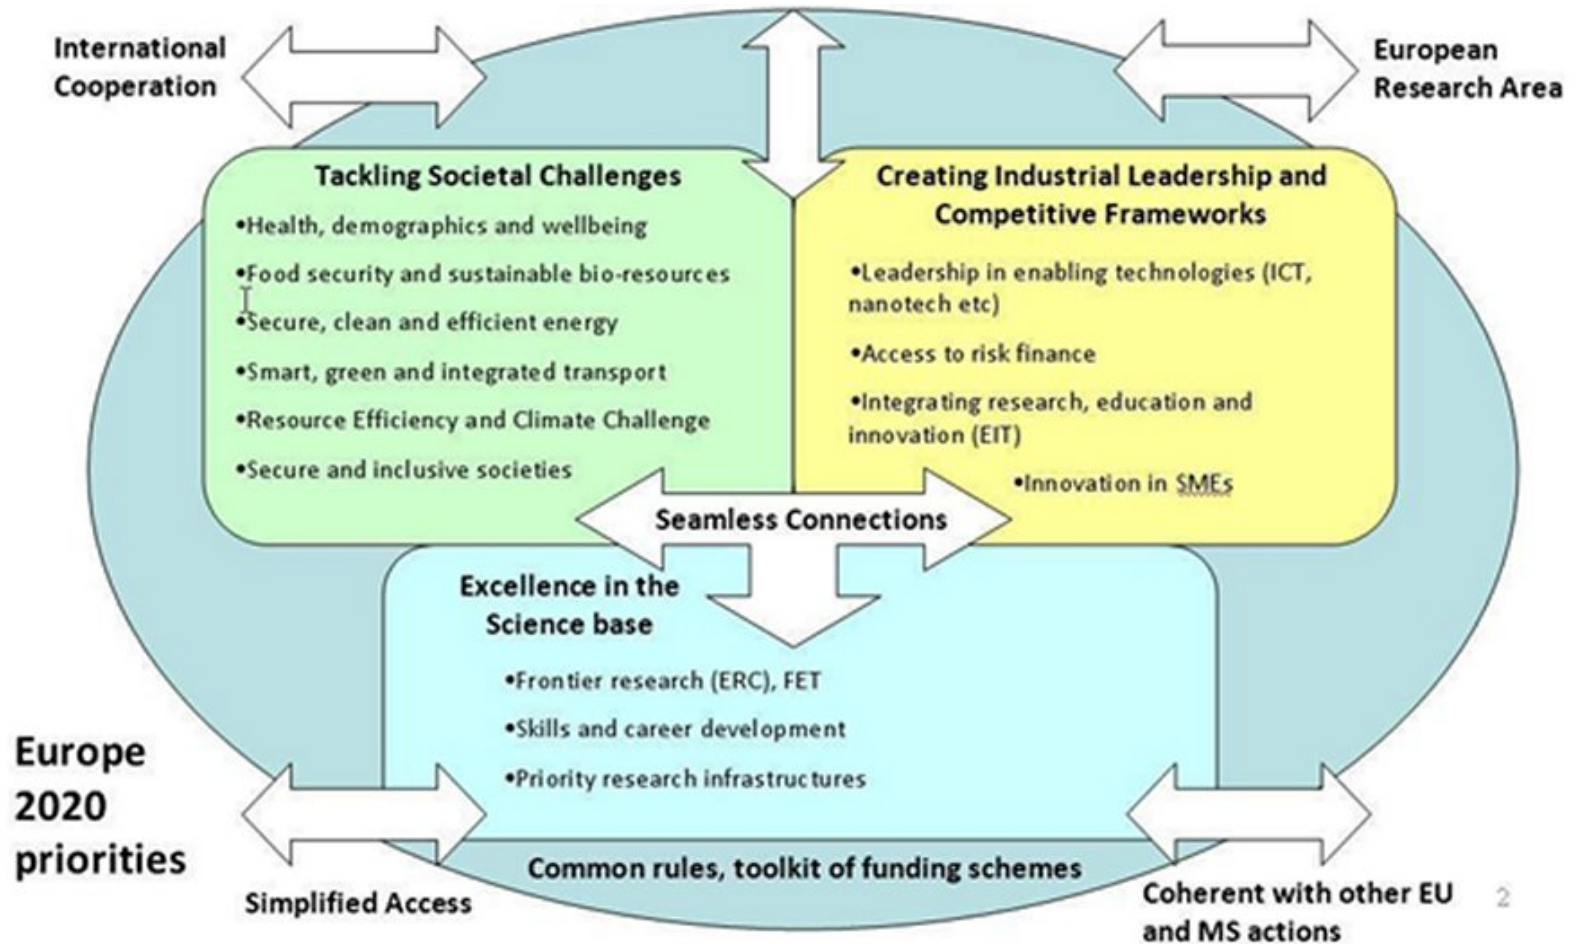 International
Cooperation
European
Research Area
Tackling Societal Challenges
•Health, demographics and wellbeing
•Food security and sustainable bio-resources
•Secure, clean and efficient energy
•Smart, green and integrated transport
•Resource Efficiency and Climate Challenge
•Secure and inclusive societies
Creating Industrial Leadership and
Competitive Frameworks
•Leadership in enabling technologies (ICT,
nanotech etc)
•Access to risk finance
•Integrating research, education and
innovation (EIT)
•Innovation in SMEs
Seamless Connections
Excellence in the
Science base
•Frontier research (ERC), FET
•Skills and career development
•Priority research infrastructures
Europe
2020
priorities
Common rules, toolkit of funding schemes
Simplified Access
Coherent with other EU
and MS actions
2